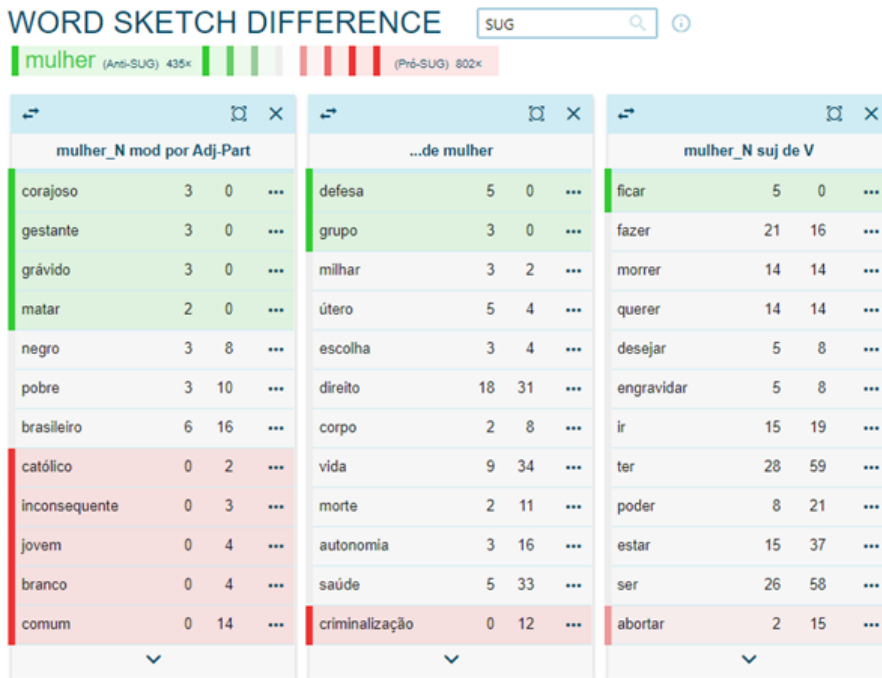 WORD SKETCH DIFFERENCE SUG
mulher (Anti-SUG) 435× (Pró-SUG) 802×
mulher_N mod por Adj-Part
corajoso 3 0
gestante 3 0
grávido 3 0
matar 2 0
negro 3 8
pobre 3 10
brasileiro 6 16
católico 0 2
inconsequente 0 3
jovem 0 4
branco 0 4
comum 0 14
...de mulher
defesa 5 0
grupo 3 0
milhar 3 2
útero 5 4
escolha 3 4
direito 18 31
corpo 2 8
vida 9 34
morte 2 11
autonomia 3 16
saúde 5 33
criminalização 0 12
mulher_N suj de V
ficar 5 0
fazer 21 16
morrer 14 14
querer 14 14
desejar 5 8
engravidar 5 8
ir 15 19
ter 28 59
poder 8 21
estar 15 37
ser 26 58
abortar 2 15